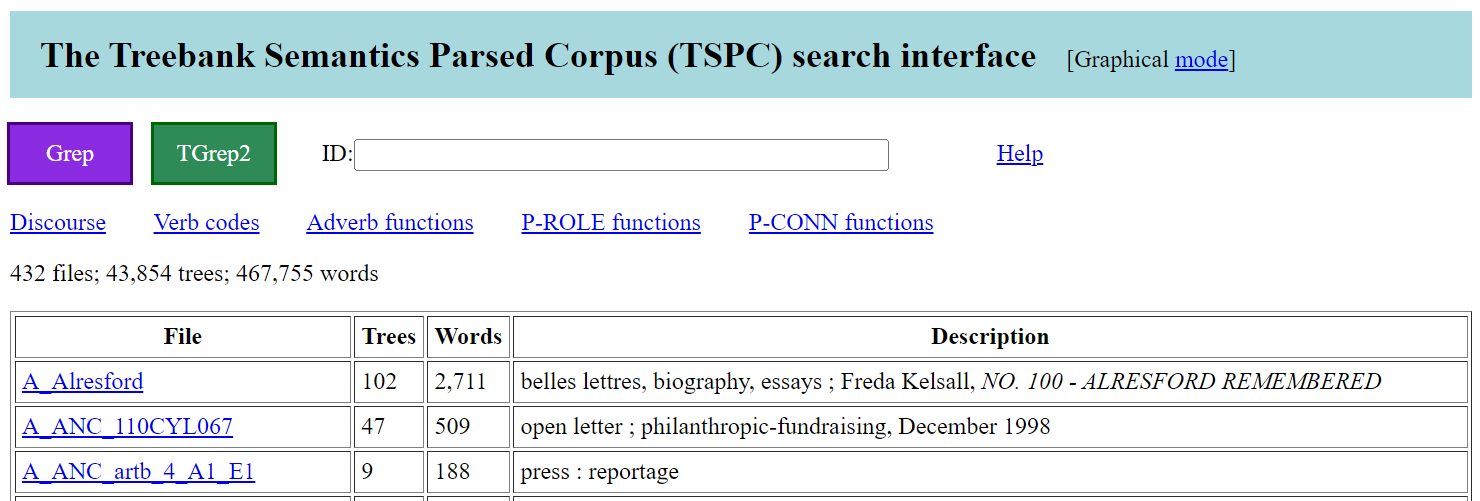 The Treebank Semantics Parsed Corpus (TSPC) search interface [Graphical mode]
Grep TGrep2 ID: Help
Discourse Verb codes Adverb functions P-ROLE functions P-CONN functions
432 files; 43,854 trees; 467,755 words
File Trees Words Description
A_Alresford 102 2,711 belles lettres, biography, essays ; Freda Kelsall, NO. 100 - ALRESFORD REMEMBERED
A_ANC_110CYL067 47 509 open letter ; philanthropic-fundraising, December 1998
A_ANC_artb_4_A1_E1 9 188 press : reportage